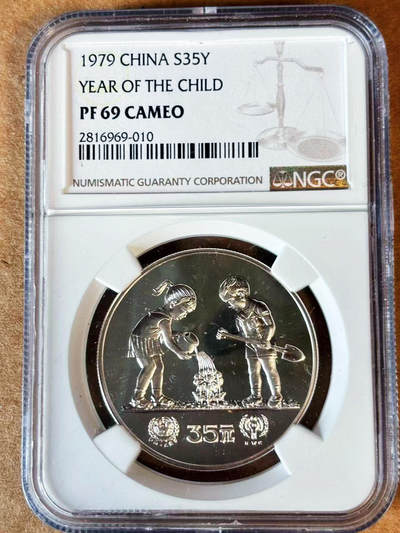 1979 CHINA S35Y
YEAR OF THE CHILD
PF 69 CAMEO
2816969-010
NUMISMATIC GUARANTY CORPORATION
NGC®
35元